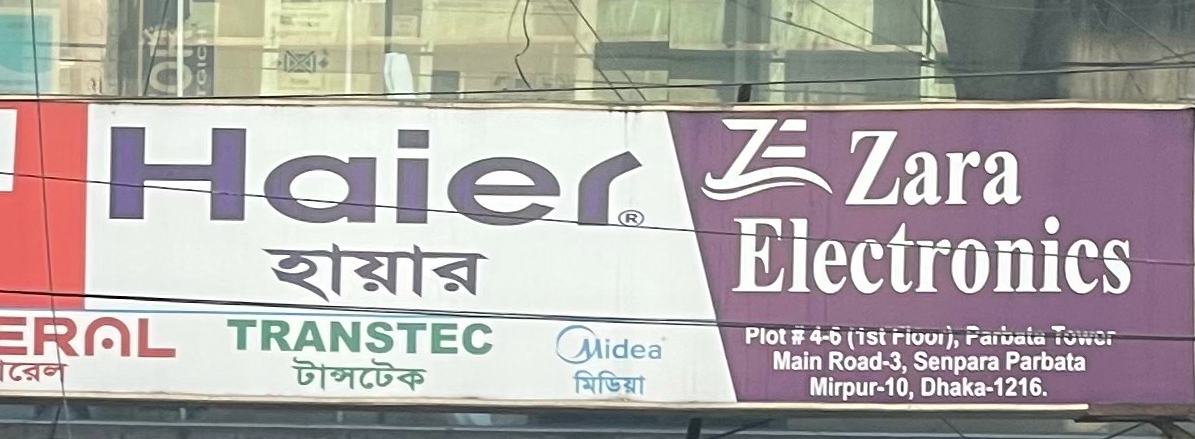 Haier®
হায়ার
ERAL
ারেল
TRANSTEC
ট্রান্সটেক
Midea
মিডিয়া
ZE Zara
Electronics
Plot # 4-6 (1st Floor), Parbata Tower
Main Road-3, Senpara Parbata
Mirpur-10, Dhaka-1216.